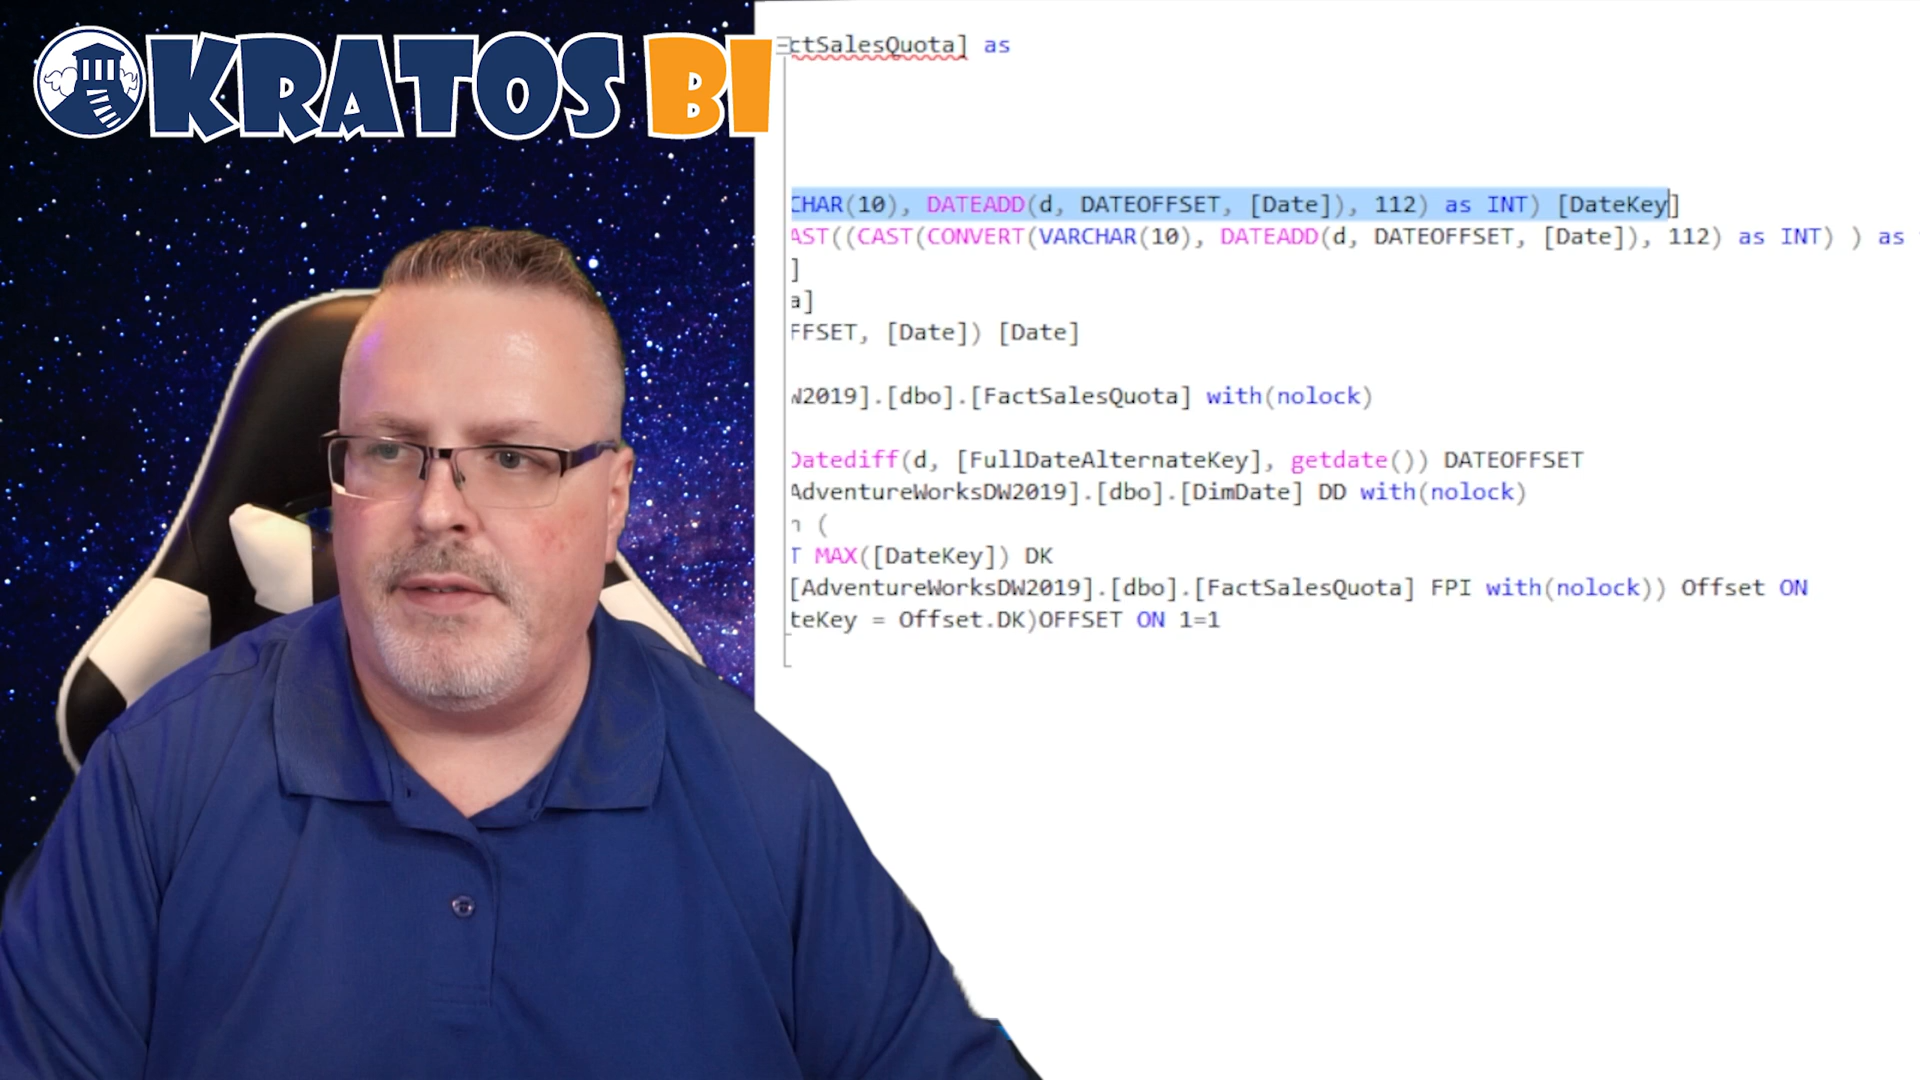 KRATOS BI
ctSalesQuota] as
CHAR(10), DATEADD(d, DATEOFFSET, [Date]), 112) as INT) [DateKey]
AST((CAST(CONVERT(VARCHAR(10), DATEADD(d, DATEOFFSET, [Date]), 112) as INT) ) as
]
a]
FFSET, [Date]) [Date]
W2019].[dbo].[FactSalesQuota] with(nolock)
Datediff(d, [FullDateAlternateKey], getdate()) DATEOFFSET
AdventureWorksDW2019].[dbo].[DimDate] DD with(nolock)
n (
T MAX([DateKey]) DK
[AdventureWorksDW2019].[dbo].[FactSalesQuota] FPI with(nolock)) Offset ON
teKey = Offset.DK)OFFSET ON 1=1